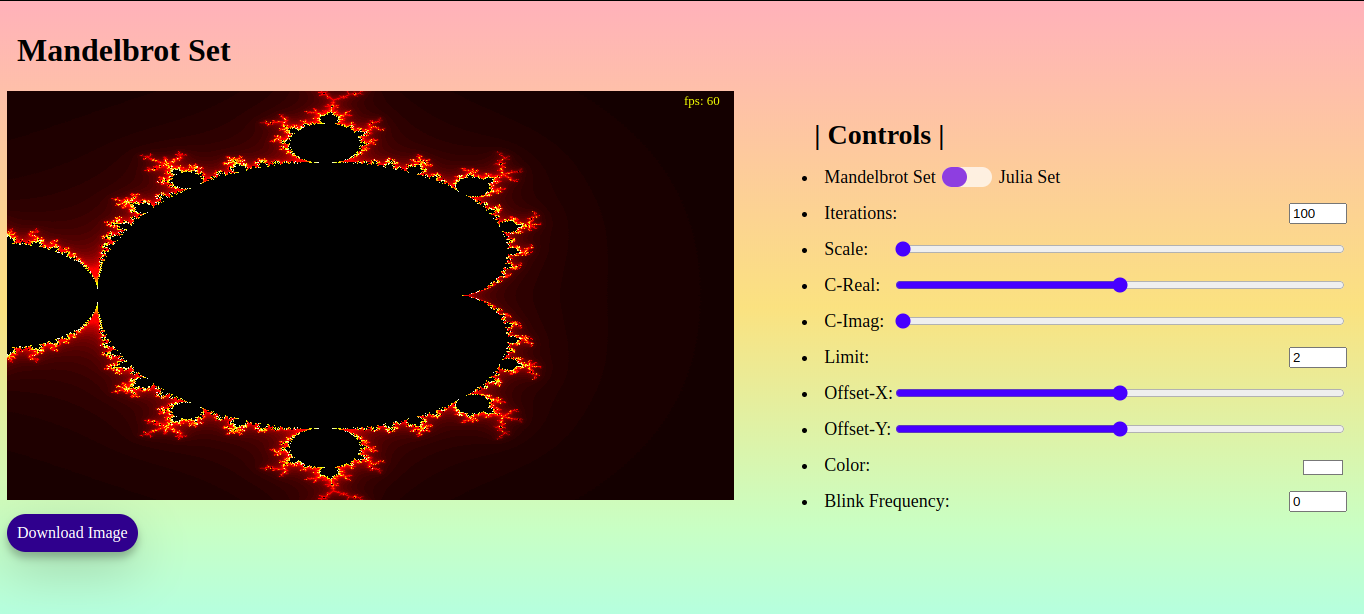 Mandelbrot Set
fps: 60
| Controls |
Mandelbrot Set Julia Set
Iterations: 100
Scale:
C-Real:
C-Imag:
Limit: 2
Offset-X:
Offset-Y:
Color:
Blink Frequency: 0
Download Image